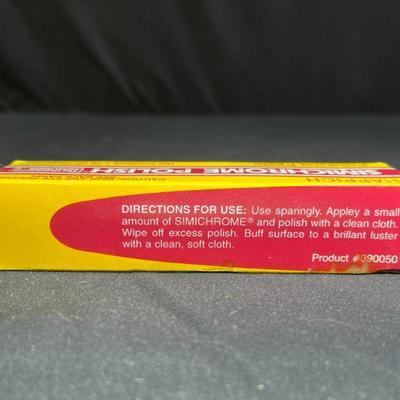 HAPPICH
SIMICHROME POLISH
DIRECTIONS FOR USE: Use sparingly. Appley a small
amount of SIMICHROME® and polish with a clean cloth.
Wipe off excess polish. Buff surface to a brillant luster
with a clean, soft cloth.
Product #390050